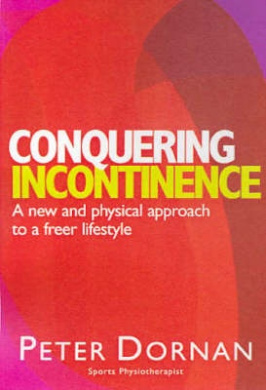 CONQUERING
INCONTINENCE
A new and physical approach
to a freer lifestyle
PETER DORNAN
Sports Physiotherapist